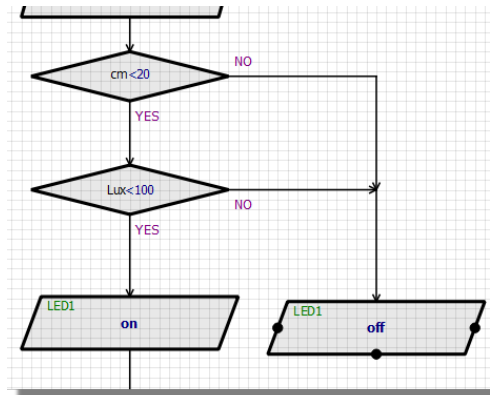 cm<20
NO
YES
Lux<100
NO
YES
LED1
on
LED1
off